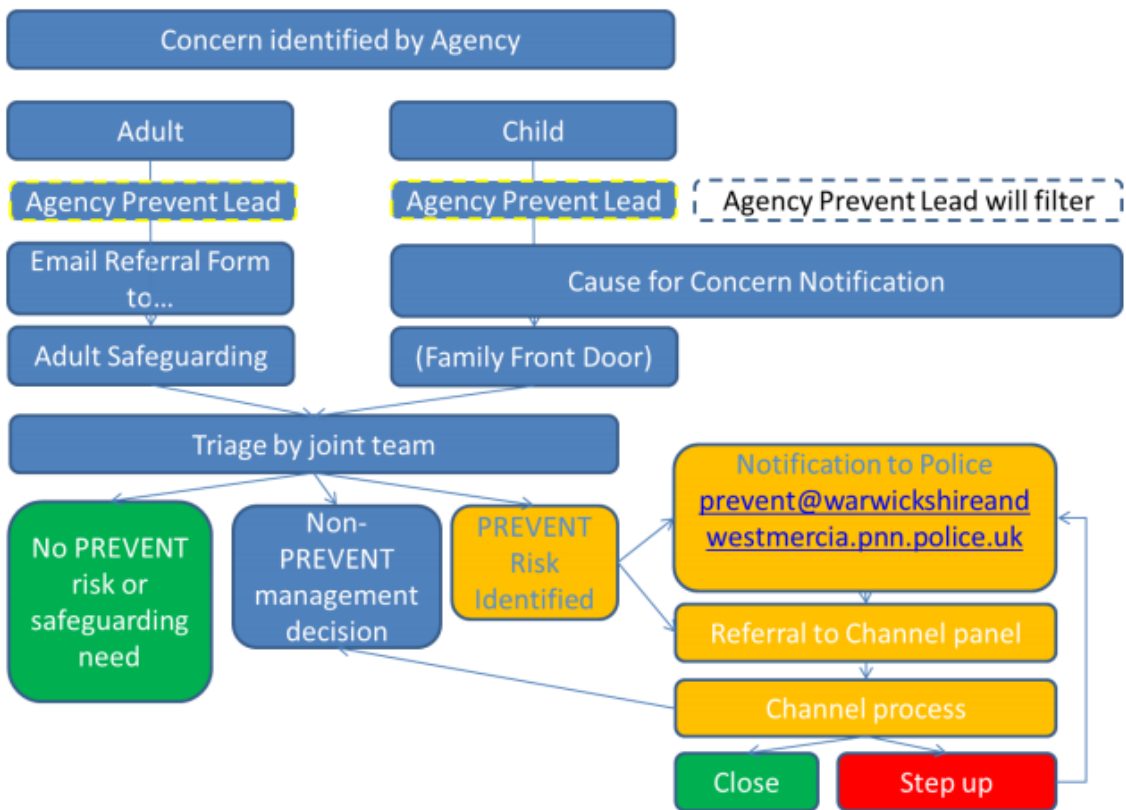 Concern identified by Agency
Adult
Child
Agency Prevent Lead
Agency Prevent Lead
Agency Prevent Lead will filter
Email Referral Form
to...
Cause for Concern Notification
Adult Safeguarding
(Family Front Door)
Triage by joint team
No PREVENT
risk or
safeguarding
need
Non-
PREVENT
management
decision
PREVENT
Risk
Identified
Notification to Police
prevent@warwickshireand
westmercia.pnn.police.uk
Referral to Channel panel
Channel process
Close
Step up